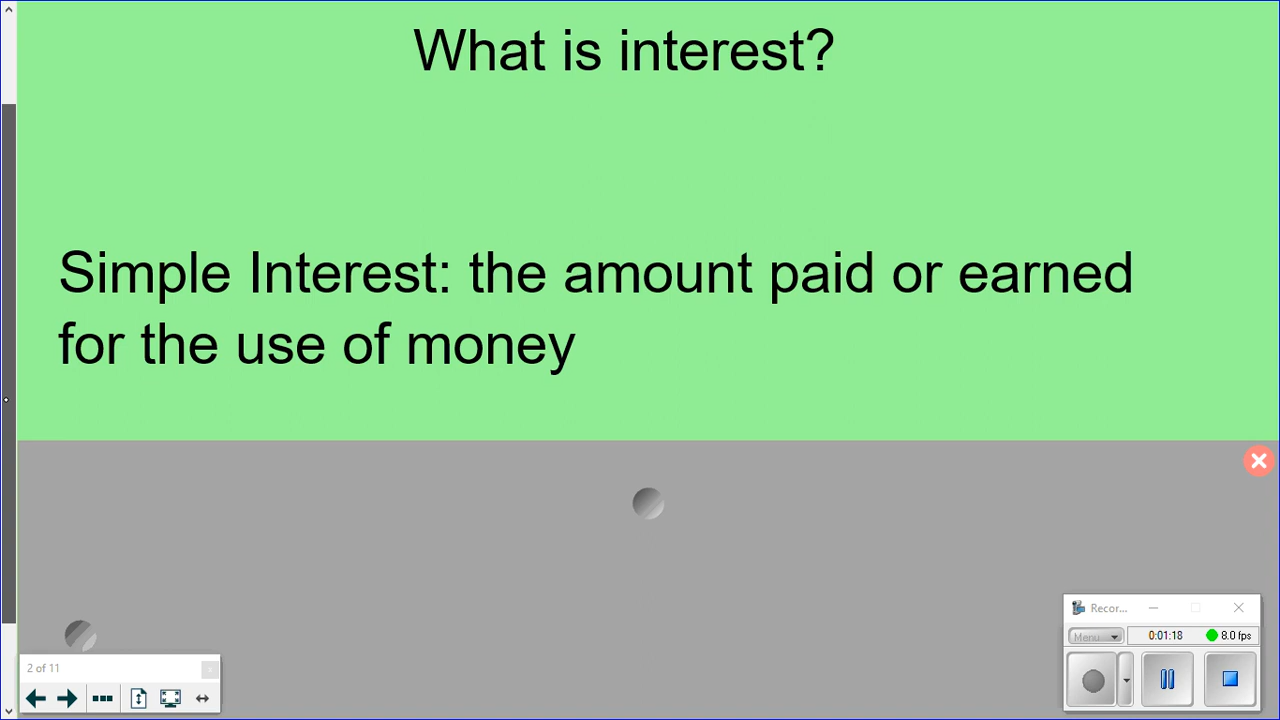 What is interest?
Simple Interest: the amount paid or earned
for the use of money
Recor...
Menu
0:01:18
8.0 fps
2 of 11